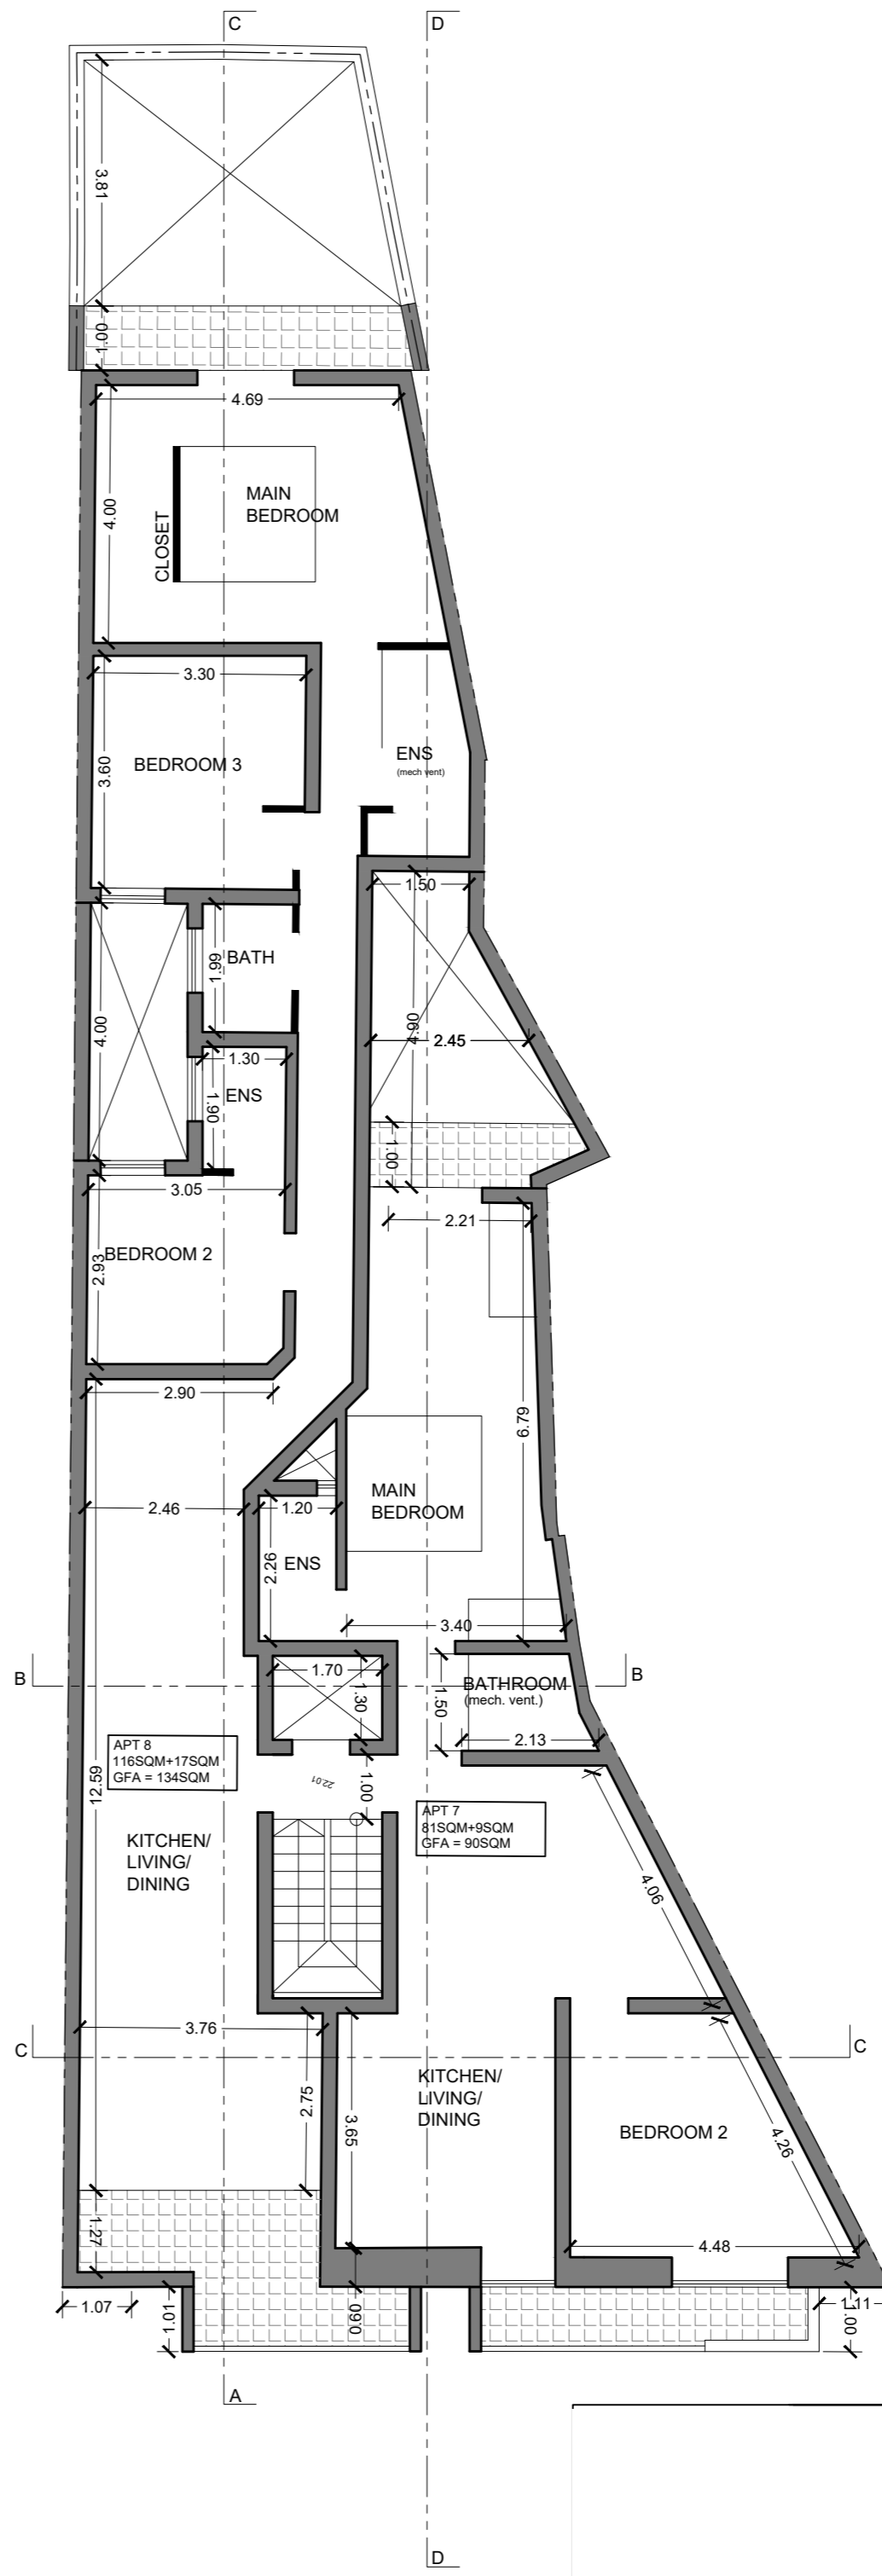 C
D
3.81
1.00
4.69
4.00
CLOSET
MAIN
BEDROOM
3.30
3.60
BEDROOM 3
ENS
(mech vent)
1.50
1.99
BATH
4.00
4.90
2.45
1.30
1.90
ENS
1.00
3.05
2.21
2.93
BEDROOM 2
2.90
6.79
MAIN
BEDROOM
2.46
1.20
2.26
ENS
3.40
B
B
1.70
1.30
1.50
BATHROOM
(mech. vent.)
2.13
APT 8
116SQM+17SQM
GFA = 134SQM
12.59
22.01
1.00
APT 7
81SQM+9SQM
GFA = 90SQM
KITCHEN/
LIVING/
DINING
4.06
C
C
3.76
2.75
3.65
KITCHEN/
LIVING/
DINING
BEDROOM 2
4.26
1.27
4.48
1.07
1.01
0.60
1.11
1.00
A
D